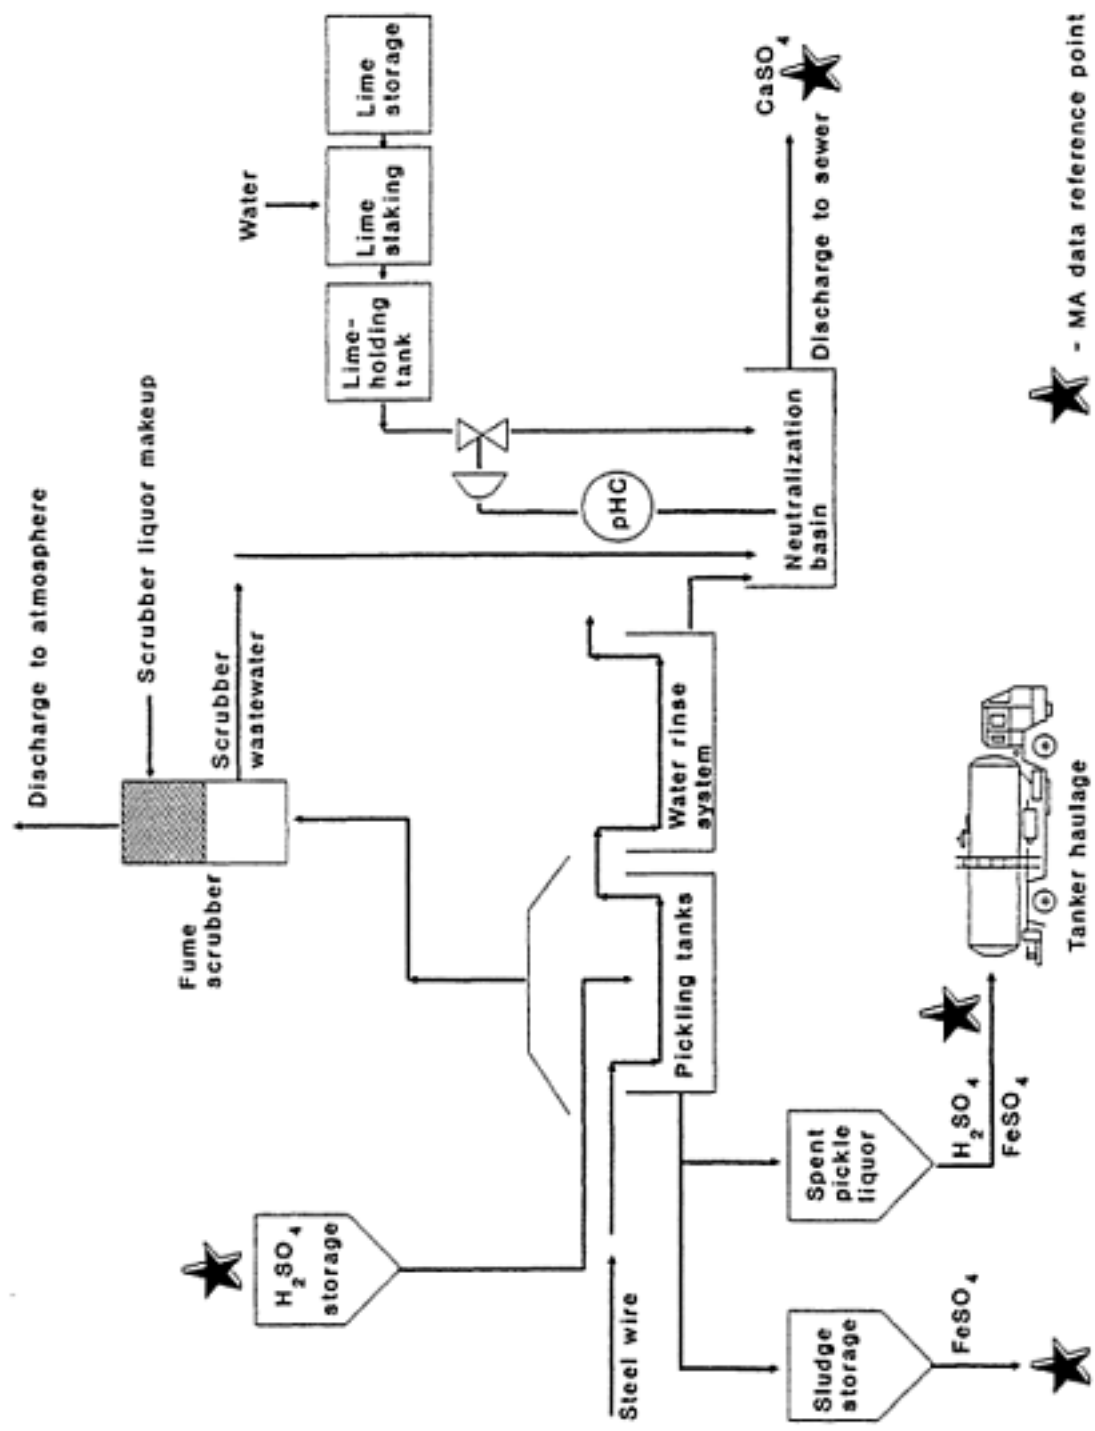 Discharge to atmosphere
Scrubber liquor makeup
Fume
scrubber
Scrubber
wastewater
Water
Lime
storage
Lime
slaking
Lime-
holding
tank
H2SO4
storage
pHC
Steel wire
Pickling tanks
Water rinse
system
Neutralization
basin
CaSO4
Discharge to sewer
Sludge
storage
FeSO4
Spent
pickle
liquor
H2SO4
FeSO4
Tanker haulage
- MA data reference point